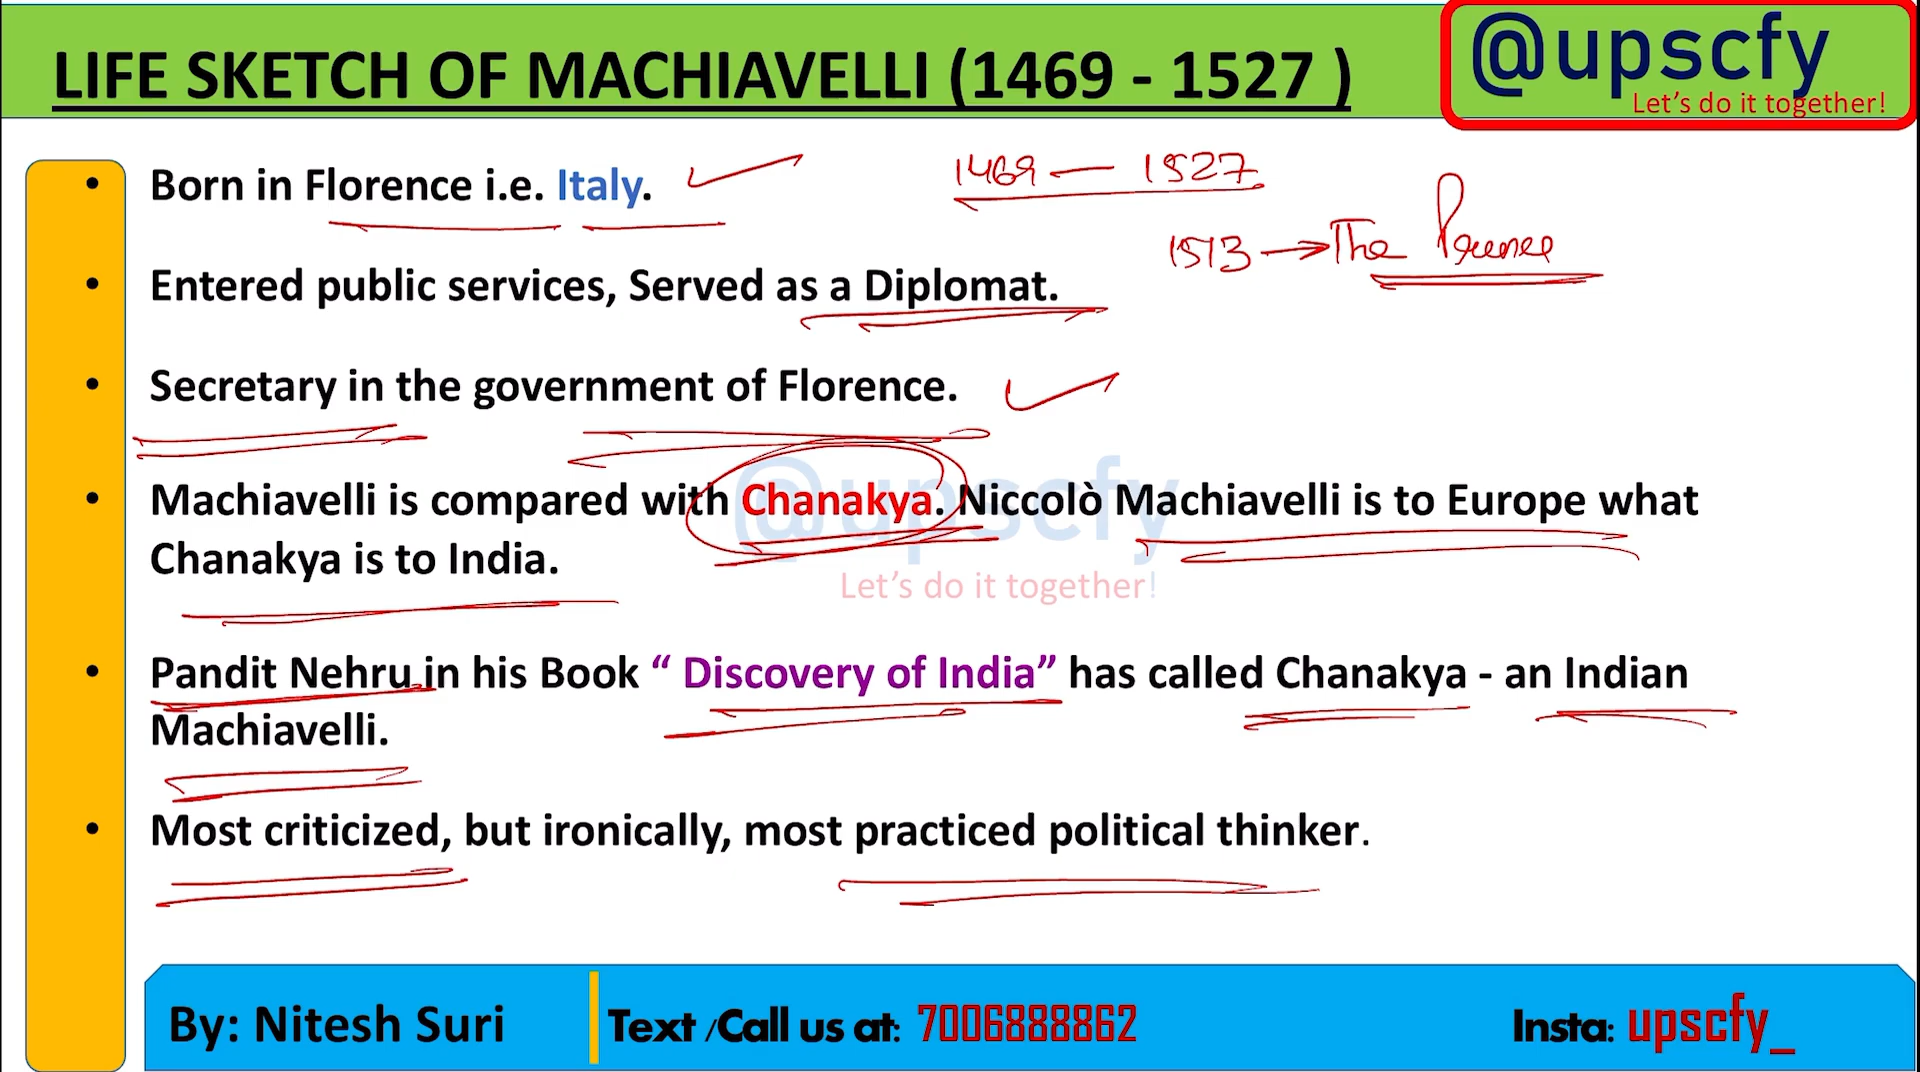 LIFE SKETCH OF MACHIAVELLI (1469 - 1527 )
@upscfy
Let's do it together!
• Born in Florence i.e. Italy.
1469 — 1527
1513 → The Prince
• Entered public services, Served as a Diplomat.
• Secretary in the government of Florence.
• Machiavelli is compared with Chanakya. Niccolò Machiavelli is to Europe what
Chanakya is to India.
@upscfy
Let's do it together!
• Pandit Nehru in his Book “ Discovery of India” has called Chanakya - an Indian
Machiavelli.
• Most criticized, but ironically, most practiced political thinker.
By: Nitesh Suri
Text /Call us at: 7006888862
Insta: upscfy_